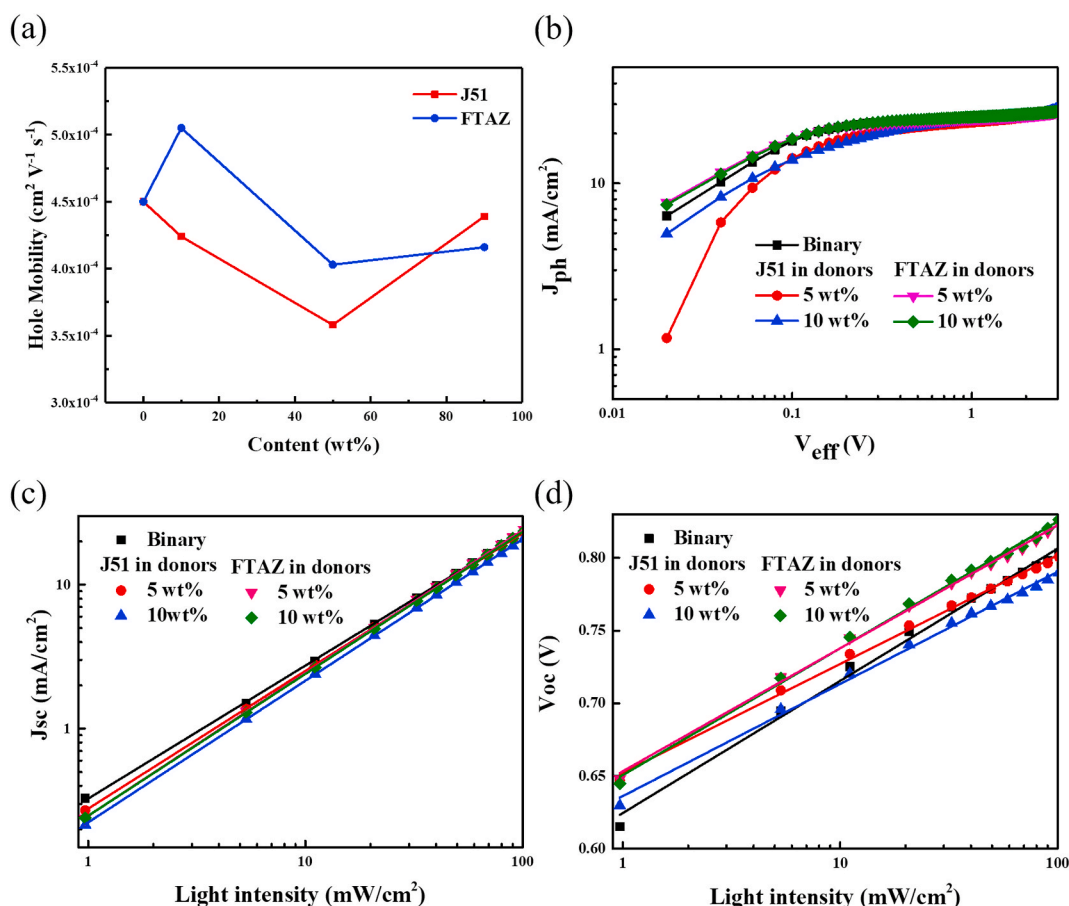 (a)
5.5x10⁻⁴
5.0x10⁻⁴
4.5x10⁻⁴
4.0x10⁻⁴
3.5x10⁻⁴
3.0x10⁻⁴
Hole Mobility (cm² V⁻¹ s⁻¹)
J51
FTAZ
0 20 40 60 80 100
Content (wt%)
(b)
10
1
J_ph (mA/cm²)
Binary
J51 in donors FTAZ in donors
5 wt% 5 wt%
10 wt% 10 wt%
0.01 0.1 1
V_eff (V)
(c)
10
1
Jsc (mA/cm²)
Binary
J51 in donors FTAZ in donors
5 wt% 5 wt%
10wt% 10 wt%
1 10 100
Light intensity (mW/cm²)
(d)
0.80
0.75
0.70
0.65
0.60
Voc (V)
Binary
J51 in donors FTAZ in donors
5 wt% 5 wt%
10 wt% 10 wt%
1 10 100
Light intensity (mW/cm²)